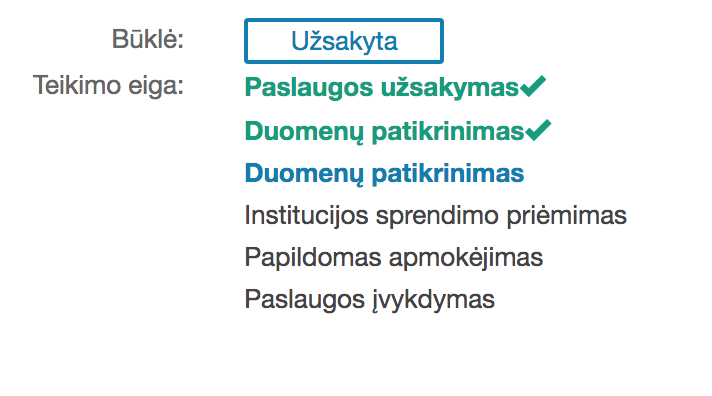 Būklė: Užsakyta
Teikimo eiga: Paslaugos užsakymas✔
Duomenų patikrinimas✔
Duomenų patikrinimas
Institucijos sprendimo priėmimas
Papildomas apmokėjimas
Paslaugos įvykdymas